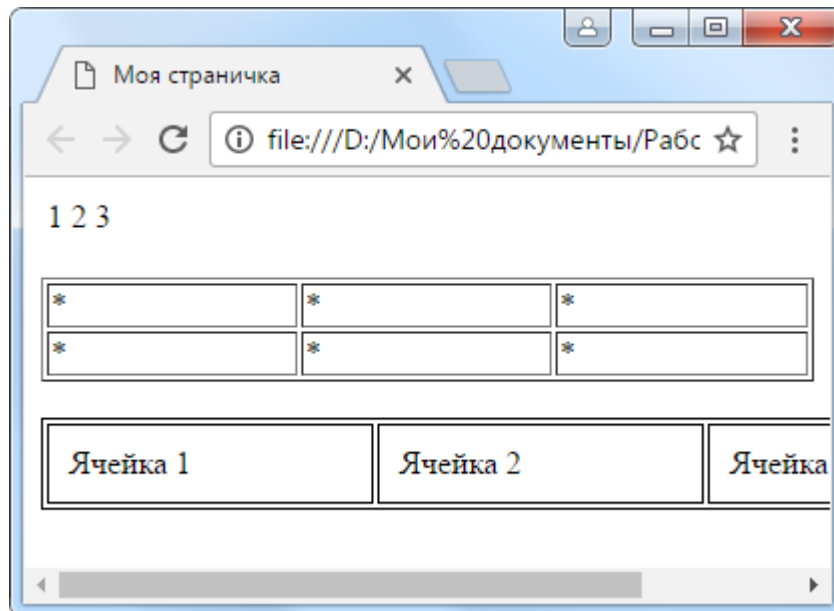 Моя страничка
file:///D:/Мои%20документы/Рабс
1 2 3
* * *
* * *
Ячейка 1 Ячейка 2 Ячейка